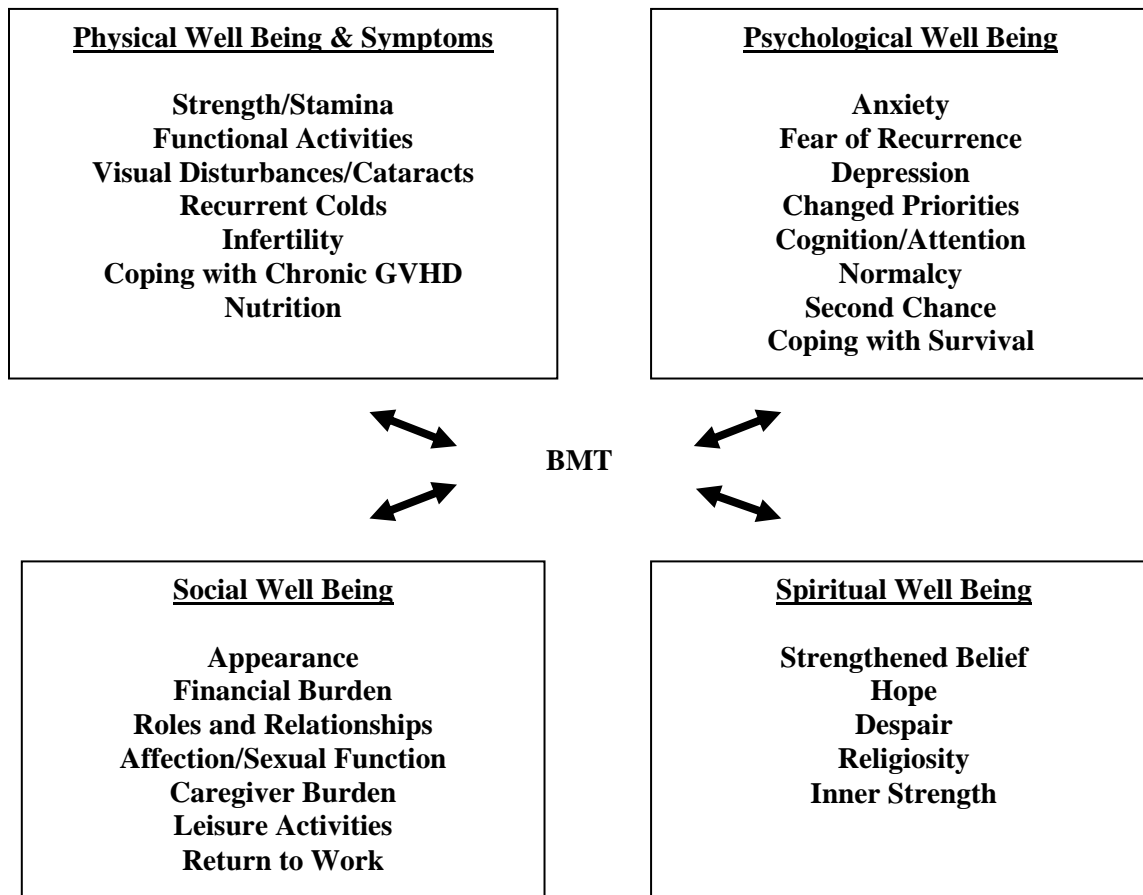 Physical Well Being & Symptoms
Strength/Stamina
Functional Activities
Visual Disturbances/Cataracts
Recurrent Colds
Infertility
Coping with Chronic GVHD
Nutrition
Psychological Well Being
Anxiety
Fear of Recurrence
Depression
Changed Priorities
Cognition/Attention
Normalcy
Second Chance
Coping with Survival
BMT
Social Well Being
Appearance
Financial Burden
Roles and Relationships
Affection/Sexual Function
Caregiver Burden
Leisure Activities
Return to Work
Spiritual Well Being
Strengthened Belief
Hope
Despair
Religiosity
Inner Strength